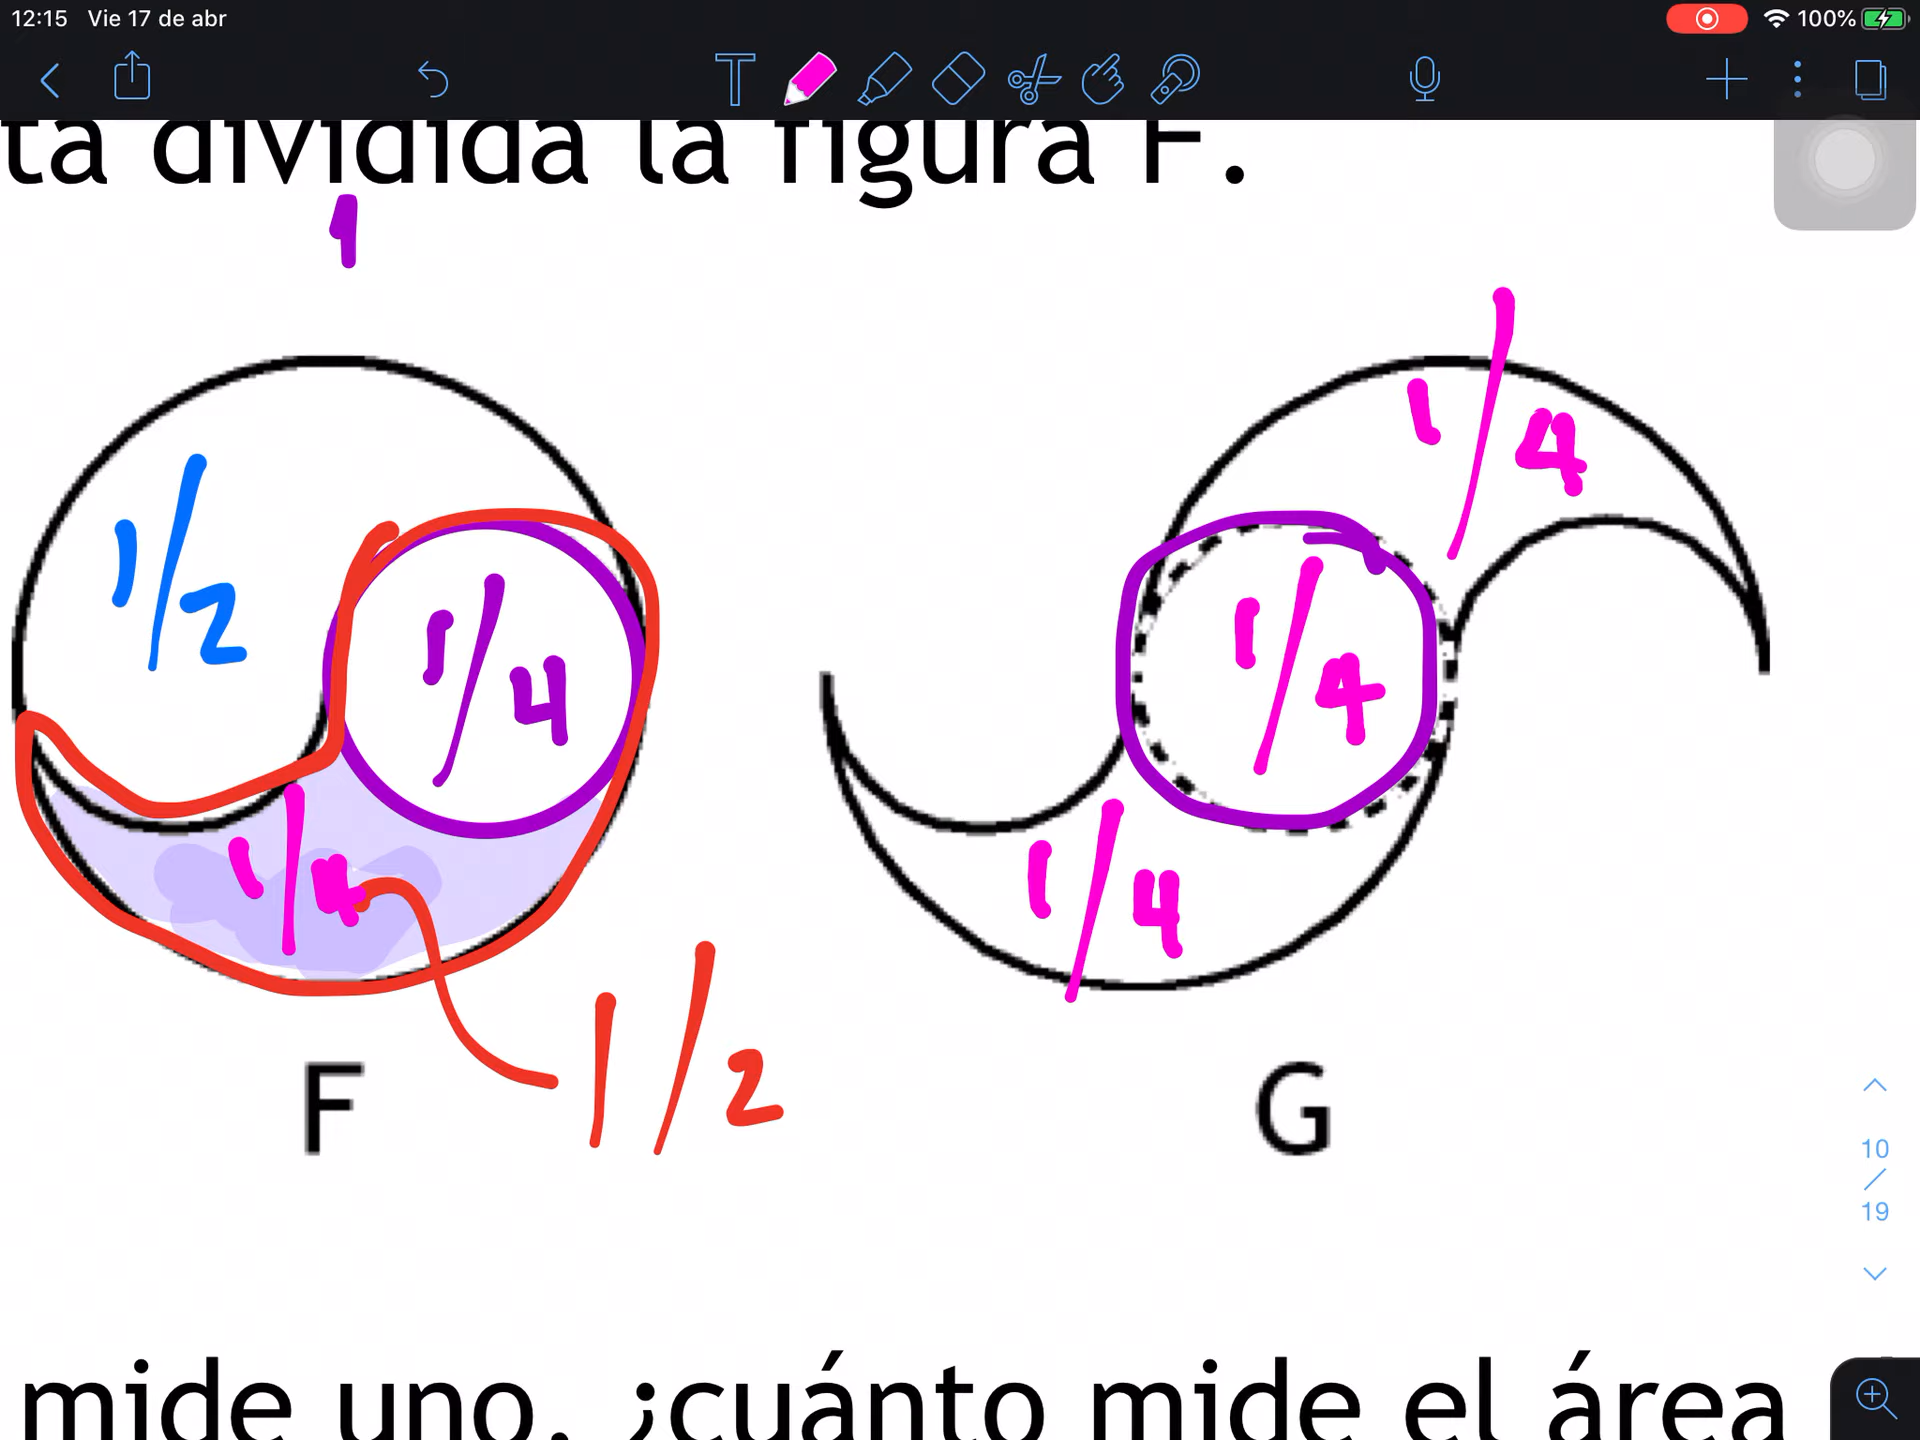 12:15 Vie 17 de abr 100%
T
ta dividida la figura F.
1
1/4
1/2
1/4
1/4
1/4
1/4
1/2
F
G
10
/
19
mide uno, ¿cuánto mide el área